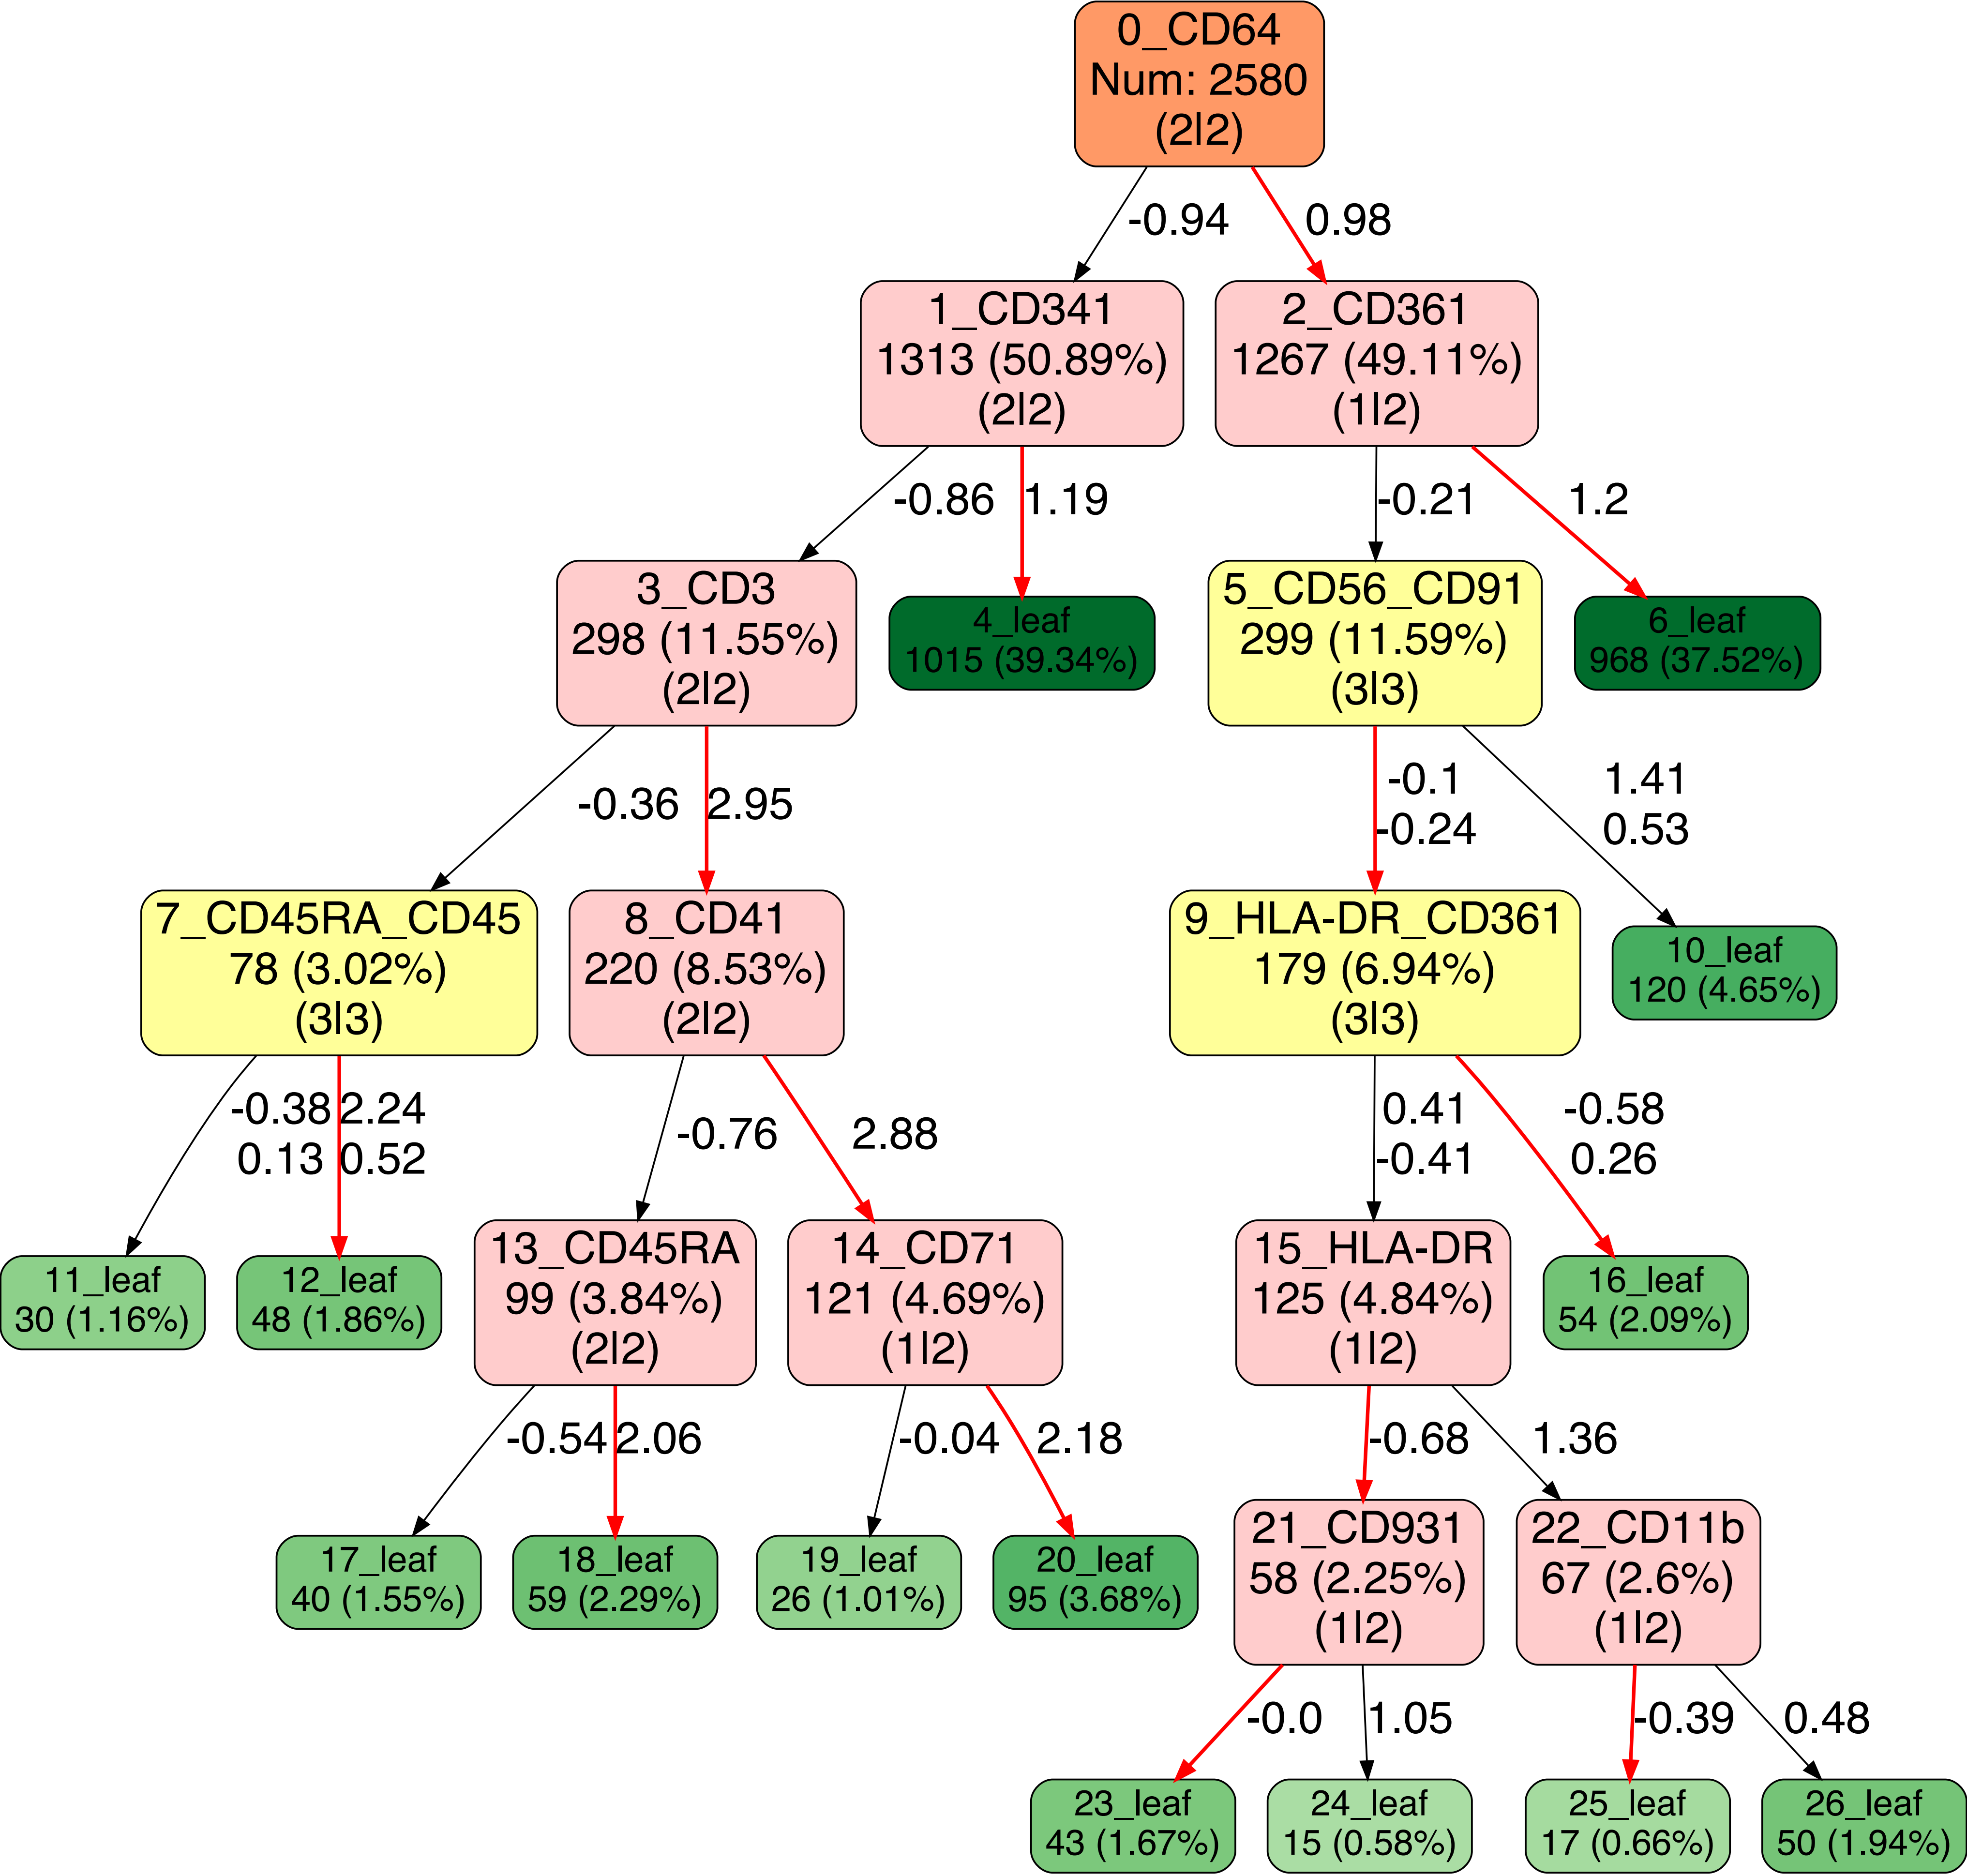 0_CD64
Num: 2580
(2|2)
-0.94
0.98
1_CD341
1313 (50.89%)
(2|2)
2_CD361
1267 (49.11%)
(1|2)
-0.86
1.19
-0.21
1.2
3_CD3
298 (11.55%)
(2|2)
4_leaf
1015 (39.34%)
5_CD56_CD91
299 (11.59%)
(3|3)
6_leaf
968 (37.52%)
-0.36
2.95
-0.1
-0.24
1.41
0.53
7_CD45RA_CD45
78 (3.02%)
(3|3)
8_CD41
220 (8.53%)
(2|2)
9_HLA-DR_CD361
179 (6.94%)
(3|3)
10_leaf
120 (4.65%)
-0.38
0.13
2.24
0.52
-0.76
2.88
0.41
-0.41
-0.58
0.26
11_leaf
30 (1.16%)
12_leaf
48 (1.86%)
13_CD45RA
99 (3.84%)
(2|2)
14_CD71
121 (4.69%)
(1|2)
15_HLA-DR
125 (4.84%)
(1|2)
16_leaf
54 (2.09%)
-0.54
2.06
-0.04
2.18
-0.68
1.36
17_leaf
40 (1.55%)
18_leaf
59 (2.29%)
19_leaf
26 (1.01%)
20_leaf
95 (3.68%)
21_CD931
58 (2.25%)
(1|2)
22_CD11b
67 (2.6%)
(1|2)
-0.0
1.05
-0.39
0.48
23_leaf
43 (1.67%)
24_leaf
15 (0.58%)
25_leaf
17 (0.66%)
26_leaf
50 (1.94%)